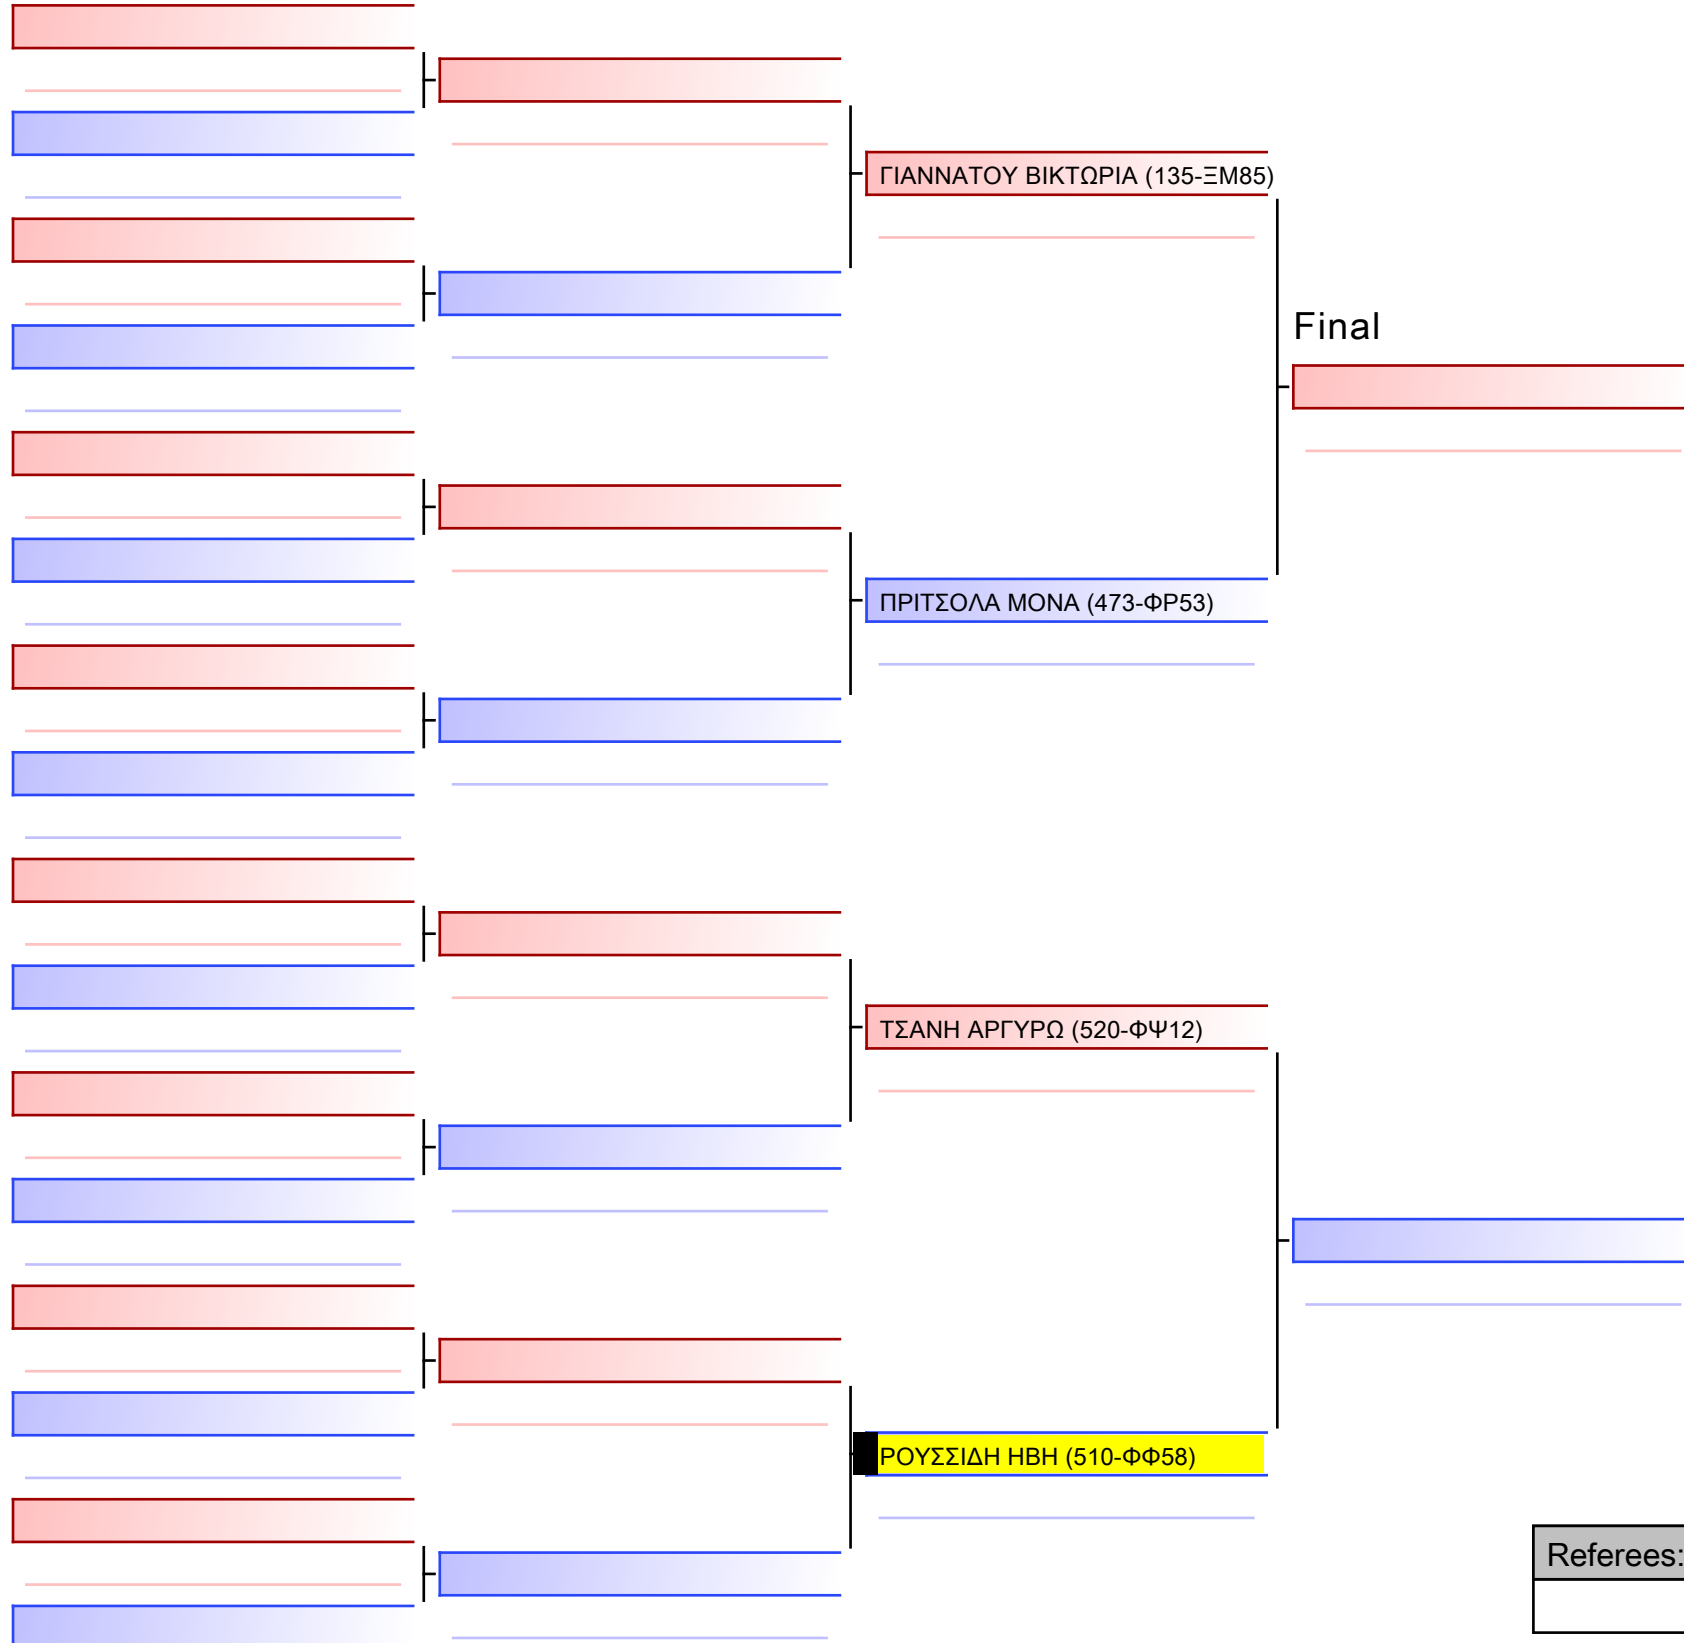 ΓΙΑΝΝΑΤΟΥ ΒΙΚΤΩΡΙΑ (135-ΞΜ85)
Final
ΠΡΙΤΣΟΛΑ ΜΟΝΑ (473-ΦΡ53)
ΤΣΑΝΗ ΑΡΓΥΡΩ (520-ΦΨ12)
ΡΟΥΣΣΙΔΗ ΗΒΗ (510-ΦΦ58)
Referees: